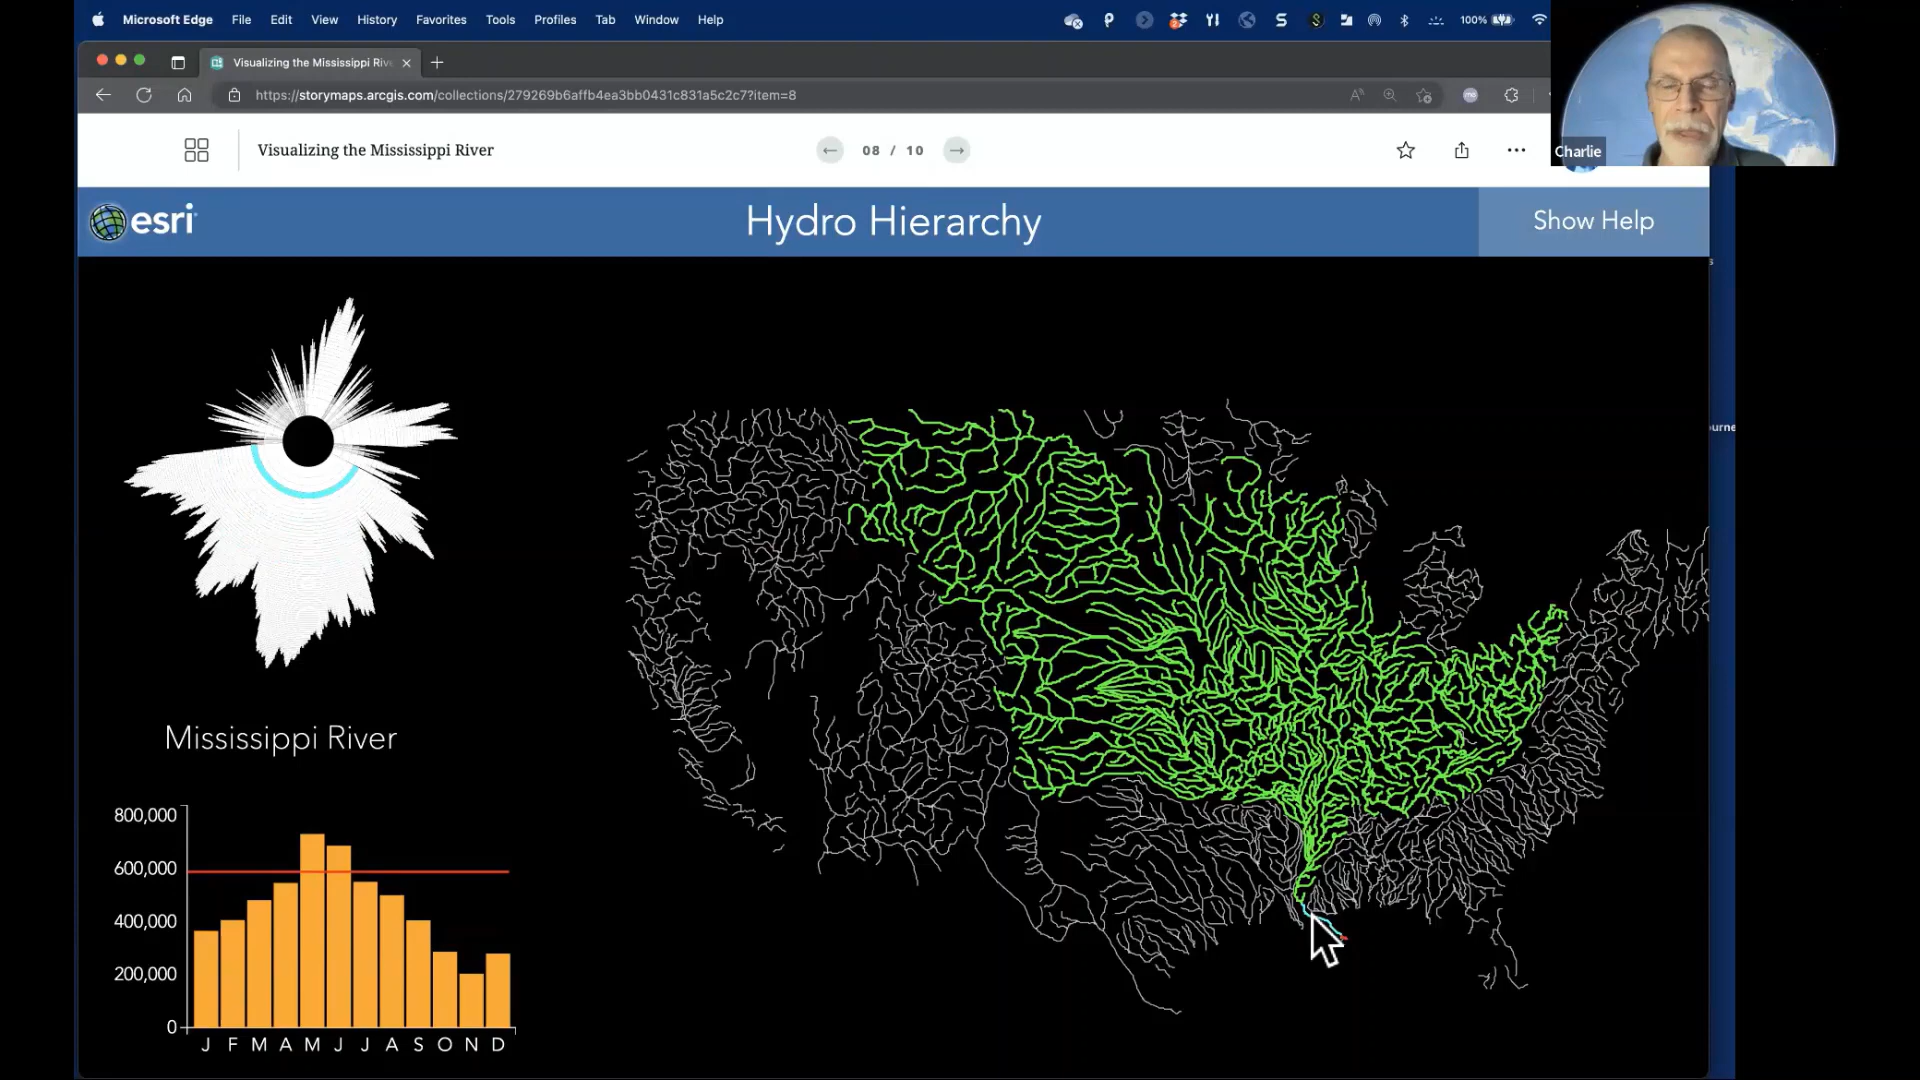 Microsoft Edge File Edit View History Favorites Tools Profiles Tab Window Help 100%
Visualizing the Mississippi Riv
https://storymaps.arcgis.com/collections/279269b6affb4ea3bb0431c831a5c2c7?item=8
Visualizing the Mississippi River
08 / 10
Charlie
esri
Hydro Hierarchy
Show Help
ourne
Mississippi River
800,000
600,000
400,000
200,000
0
J F M A M J J A S O N D